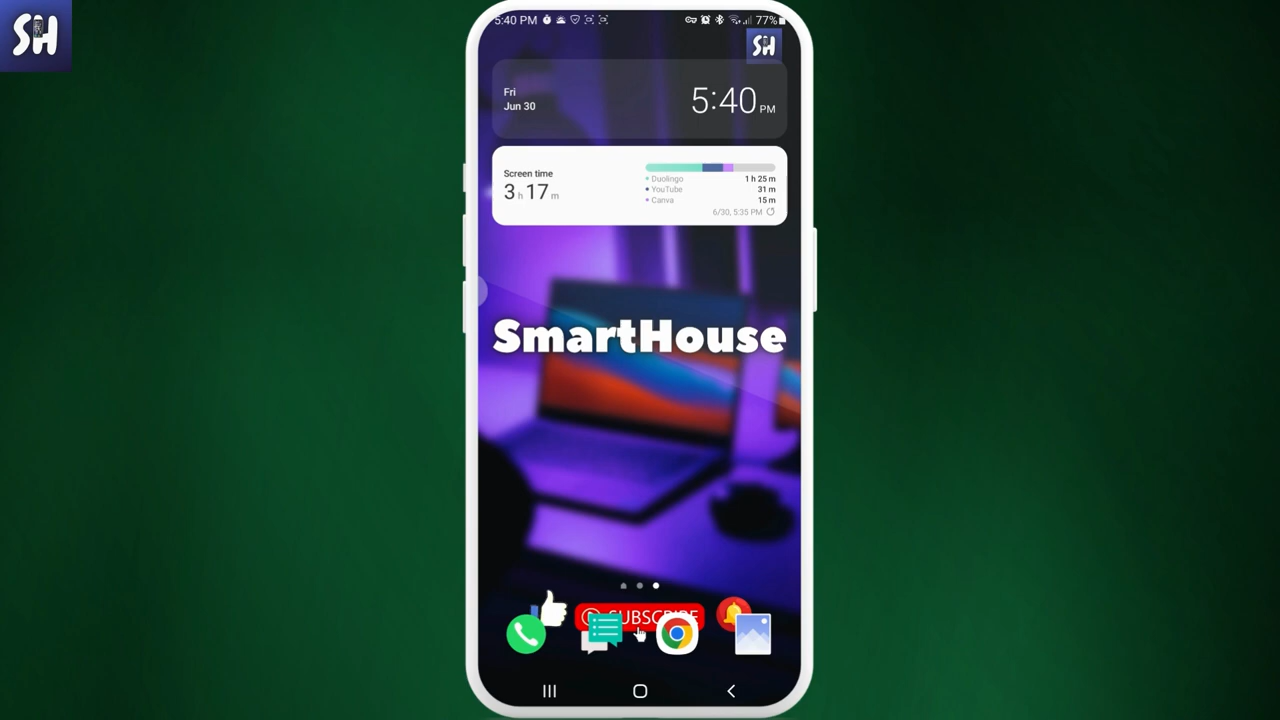 SH
5:40 PM
77%
SH
Fri
Jun 30
5:40 PM
Screen time
3 h 17 m
Duolingo 1 h 25 m
YouTube 31 m
Canva 15 m
6/30, 5:35 PM
SmartHouse
SUBSCRIBE